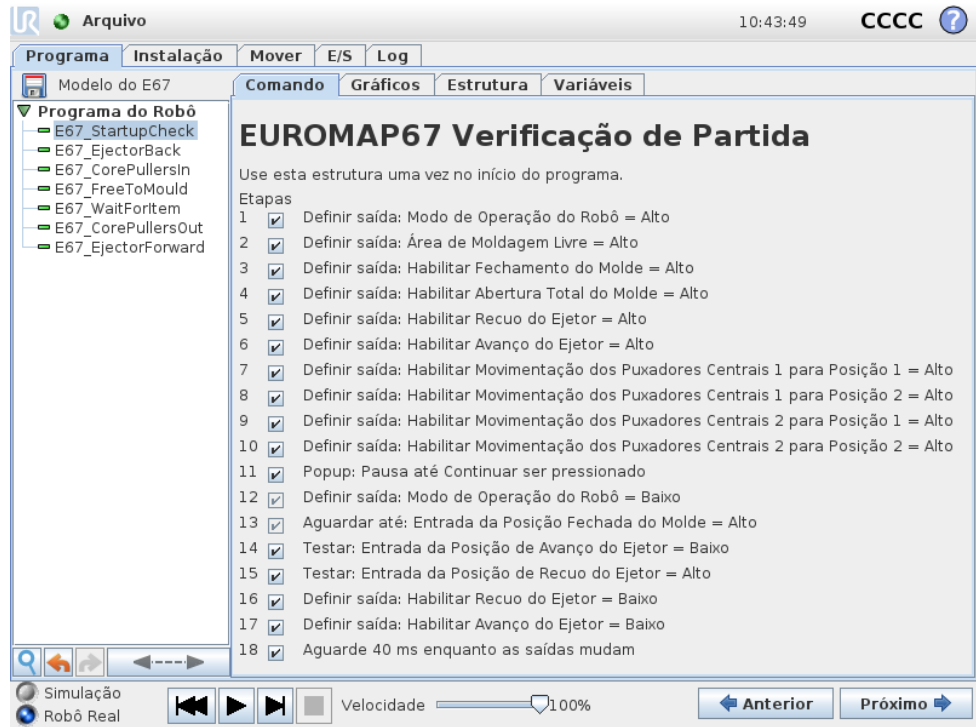 UR Arquivo 10:43:49 CCCC ?
Programa Instalação Mover E/S Log
Modelo do E67 Comando Gráficos Estrutura Variáveis
Programa do Robô
E67_StartupCheck
E67_EjectorBack
E67_CorePullersIn
E67_FreeToMould
E67_WaitForItem
E67_CorePullersOut
E67_EjectorForward
EUROMAP67 Verificação de Partida
Use esta estrutura uma vez no início do programa.
Etapas
1 Definir saída: Modo de Operação do Robô = Alto
2 Definir saída: Área de Moldagem Livre = Alto
3 Definir saída: Habilitar Fechamento do Molde = Alto
4 Definir saída: Habilitar Abertura Total do Molde = Alto
5 Definir saída: Habilitar Recuo do Ejetor = Alto
6 Definir saída: Habilitar Avanço do Ejetor = Alto
7 Definir saída: Habilitar Movimentação dos Puxadores Centrais 1 para Posição 1 = Alto
8 Definir saída: Habilitar Movimentação dos Puxadores Centrais 1 para Posição 2 = Alto
9 Definir saída: Habilitar Movimentação dos Puxadores Centrais 2 para Posição 1 = Alto
10 Definir saída: Habilitar Movimentação dos Puxadores Centrais 2 para Posição 2 = Alto
11 Popup: Pausa até Continuar ser pressionado
12 Definir saída: Modo de Operação do Robô = Baixo
13 Aguardar até: Entrada da Posição Fechada do Molde = Alto
14 Testar: Entrada da Posição de Avanço do Ejetor = Baixo
15 Testar: Entrada da Posição de Recuo do Ejetor = Alto
16 Definir saída: Habilitar Recuo do Ejetor = Baixo
17 Definir saída: Habilitar Avanço do Ejetor = Baixo
18 Aguarde 40 ms enquanto as saídas mudam
Simulação
Robô Real
Velocidade 100%
Anterior Próximo